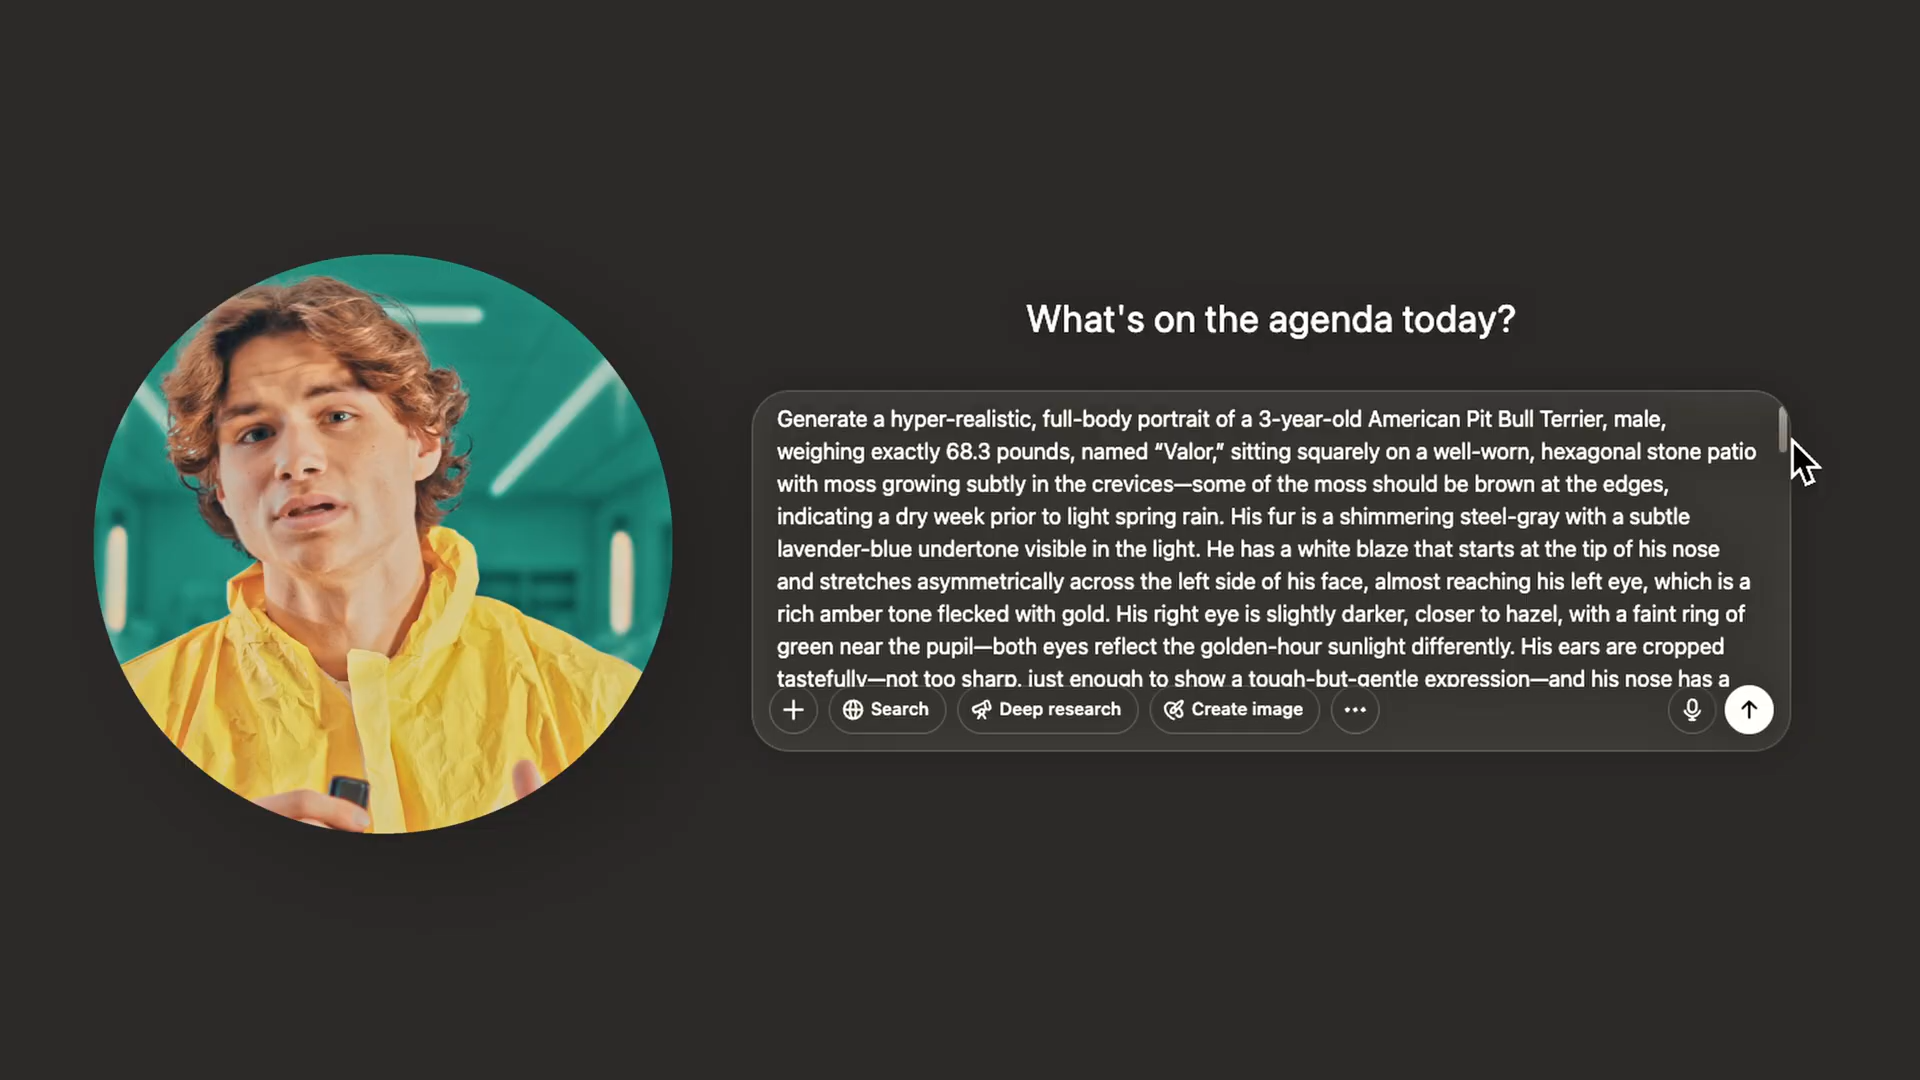 What's on the agenda today?
Generate a hyper-realistic, full-body portrait of a 3-year-old American Pit Bull Terrier, male,
weighing exactly 68.3 pounds, named “Valor,” sitting squarely on a well-worn, hexagonal stone patio
with moss growing subtly in the crevices—some of the moss should be brown at the edges,
indicating a dry week prior to light spring rain. His fur is a shimmering steel-gray with a subtle
lavender-blue undertone visible in the light. He has a white blaze that starts at the tip of his nose
and stretches asymmetrically across the left side of his face, almost reaching his left eye, which is a
rich amber tone flecked with gold. His right eye is slightly darker, closer to hazel, with a faint ring of
green near the pupil—both eyes reflect the golden-hour sunlight differently. His ears are cropped
tastefully—not too sharp, just enough to show a tough-but-gentle expression—and his nose has a
Search Deep research Create image